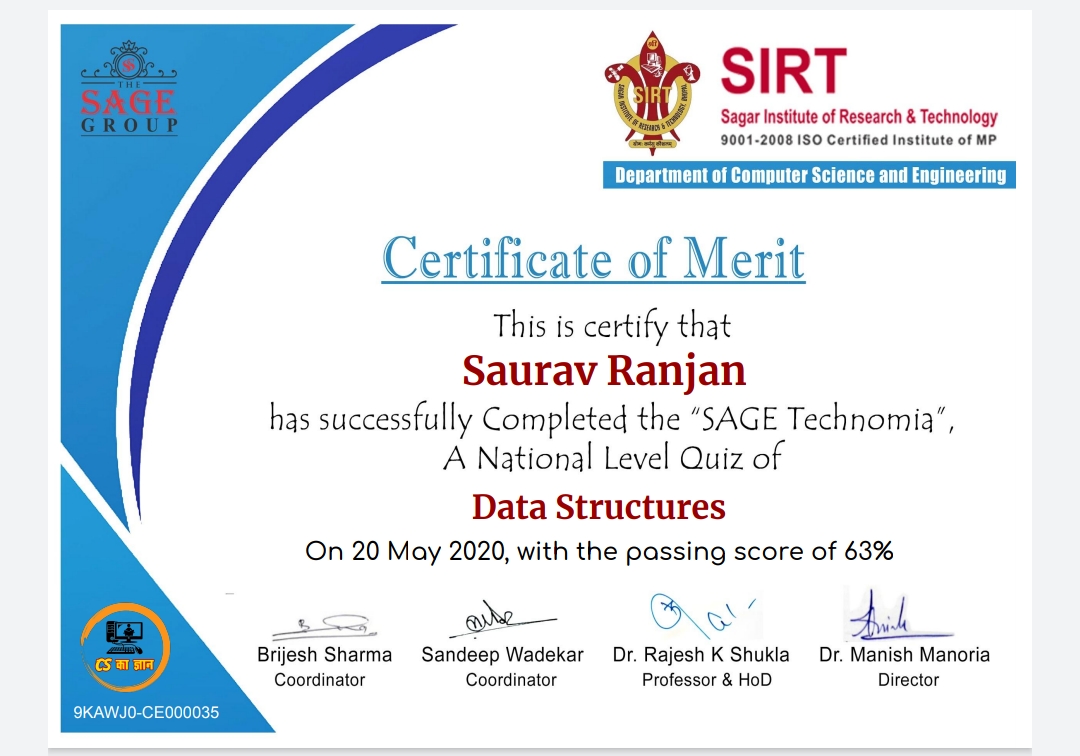 THE
SAGE
GROUP
SIRT
SIRT
Sagar Institute of Research & Technology
9001-2008 ISO Certified Institute of MP
Department of Computer Science and Engineering
Certificate of Merit
This is certify that
Saurav Ranjan
has successfully Completed the “SAGE Technomia”,
A National Level Quiz of
Data Structures
On 20 May 2020, with the passing score of 63%
Brijesh Sharma
Coordinator
Sandeep Wadekar
Coordinator
Dr. Rajesh K Shukla
Professor & HoD
Dr. Manish Manoria
Director
CS का ज्ञान
9KAWJ0-CE000035